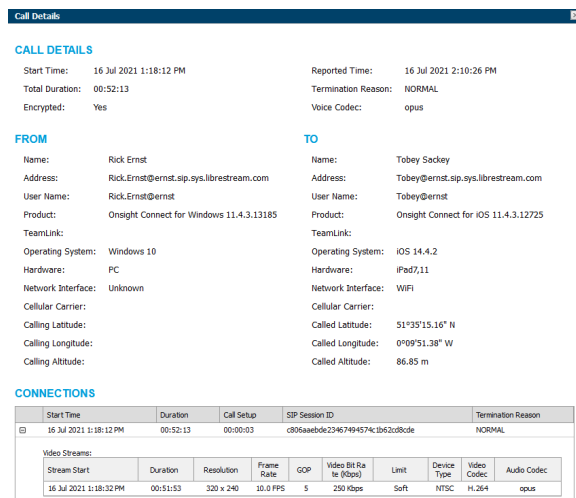 Call Details
CALL DETAILS
Start Time: 16 Jul 2021 1:18:12 PM Reported Time: 16 Jul 2021 2:10:26 PM
Total Duration: 00:52:13 Termination Reason: NORMAL
Encrypted: Yes Voice Codec: opus
FROM TO
Name: Rick Ernst Name: Tobey Sackey
Address: Rick.Ernst@ernst.sip.sys.librestream.com Address: Tobey@ernst.sip.sys.librestream.com
User Name: Rick.Ernst@ernst User Name: Tobey@ernst
Product: Onsight Connect for Windows 11.4.3.13185 Product: Onsight Connect for iOS 11.4.3.12725
TeamLink: TeamLink:
Operating System: Windows 10 Operating System: iOS 14.4.2
Hardware: PC Hardware: iPad7,11
Network Interface: Unknown Network Interface: WiFi
Cellular Carrier: Cellular Carrier:
Calling Latitude: Called Latitude: 51°35'15.16" N
Calling Longitude: Called Longitude: 0°09'51.38" W
Calling Altitude: Called Altitude: 86.85 m
CONNECTIONS
Start Time Duration Call Setup SIP Session ID Termination Reason
16 Jul 2021 1:18:12 PM 00:52:13 00:00:03 c806aaebde23467494574c1b62cd8cde NORMAL
Video Streams:
Stream Start Duration Resolution Frame Rate GOP Video Bit Ra te (Kbps) Limit Device Type Video Codec Audio Codec
16 Jul 2021 1:18:32 PM 00:51:53 320 x 240 10.0 FPS 5 250 Kbps Soft NTSC H.264 opus